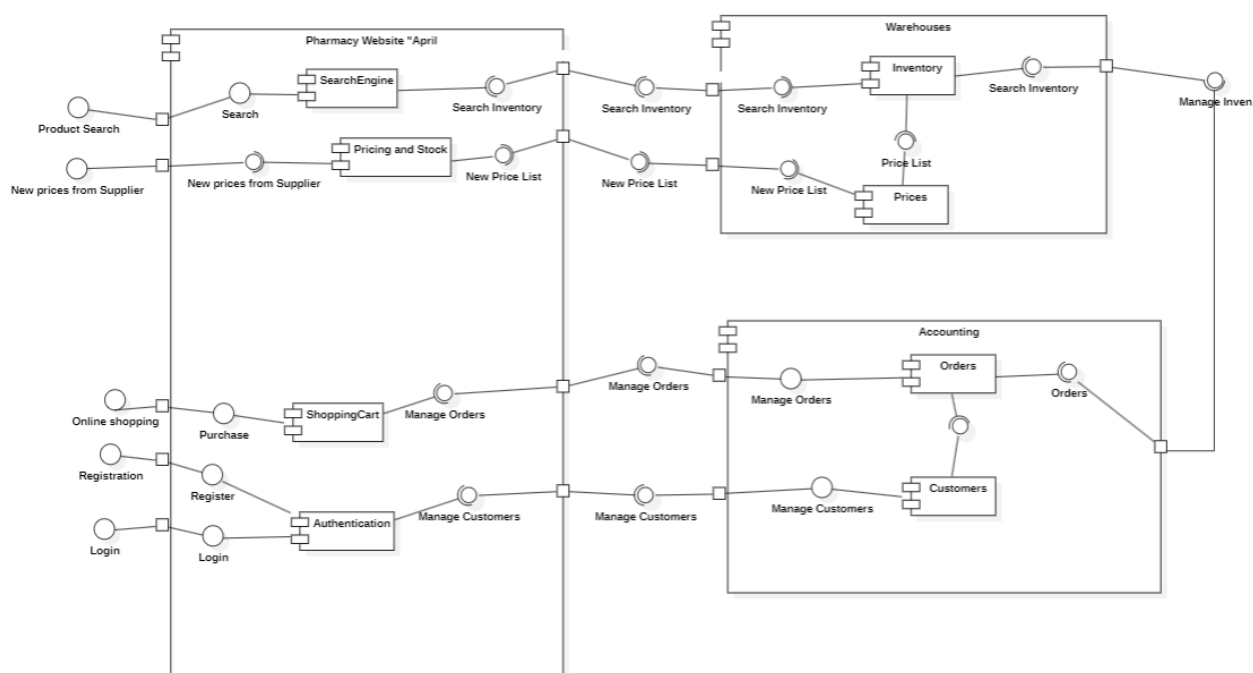 Pharmacy Website "April
Warehouses
SearchEngine
Inventory
Product Search
Search
Search Inventory
Search Inventory
Search Inventory
Search Inventory
Manage Inven
Pricing and Stock
Price List
New prices from Supplier
New prices from Supplier
New Price List
New Price List
New Price List
Prices
Accounting
Orders
Manage Orders
Manage Orders
Manage Orders
Orders
Online shopping
Purchase
ShoppingCart
Registration
Register
Customers
Authentication
Manage Customers
Manage Customers
Manage Customers
Login
Login